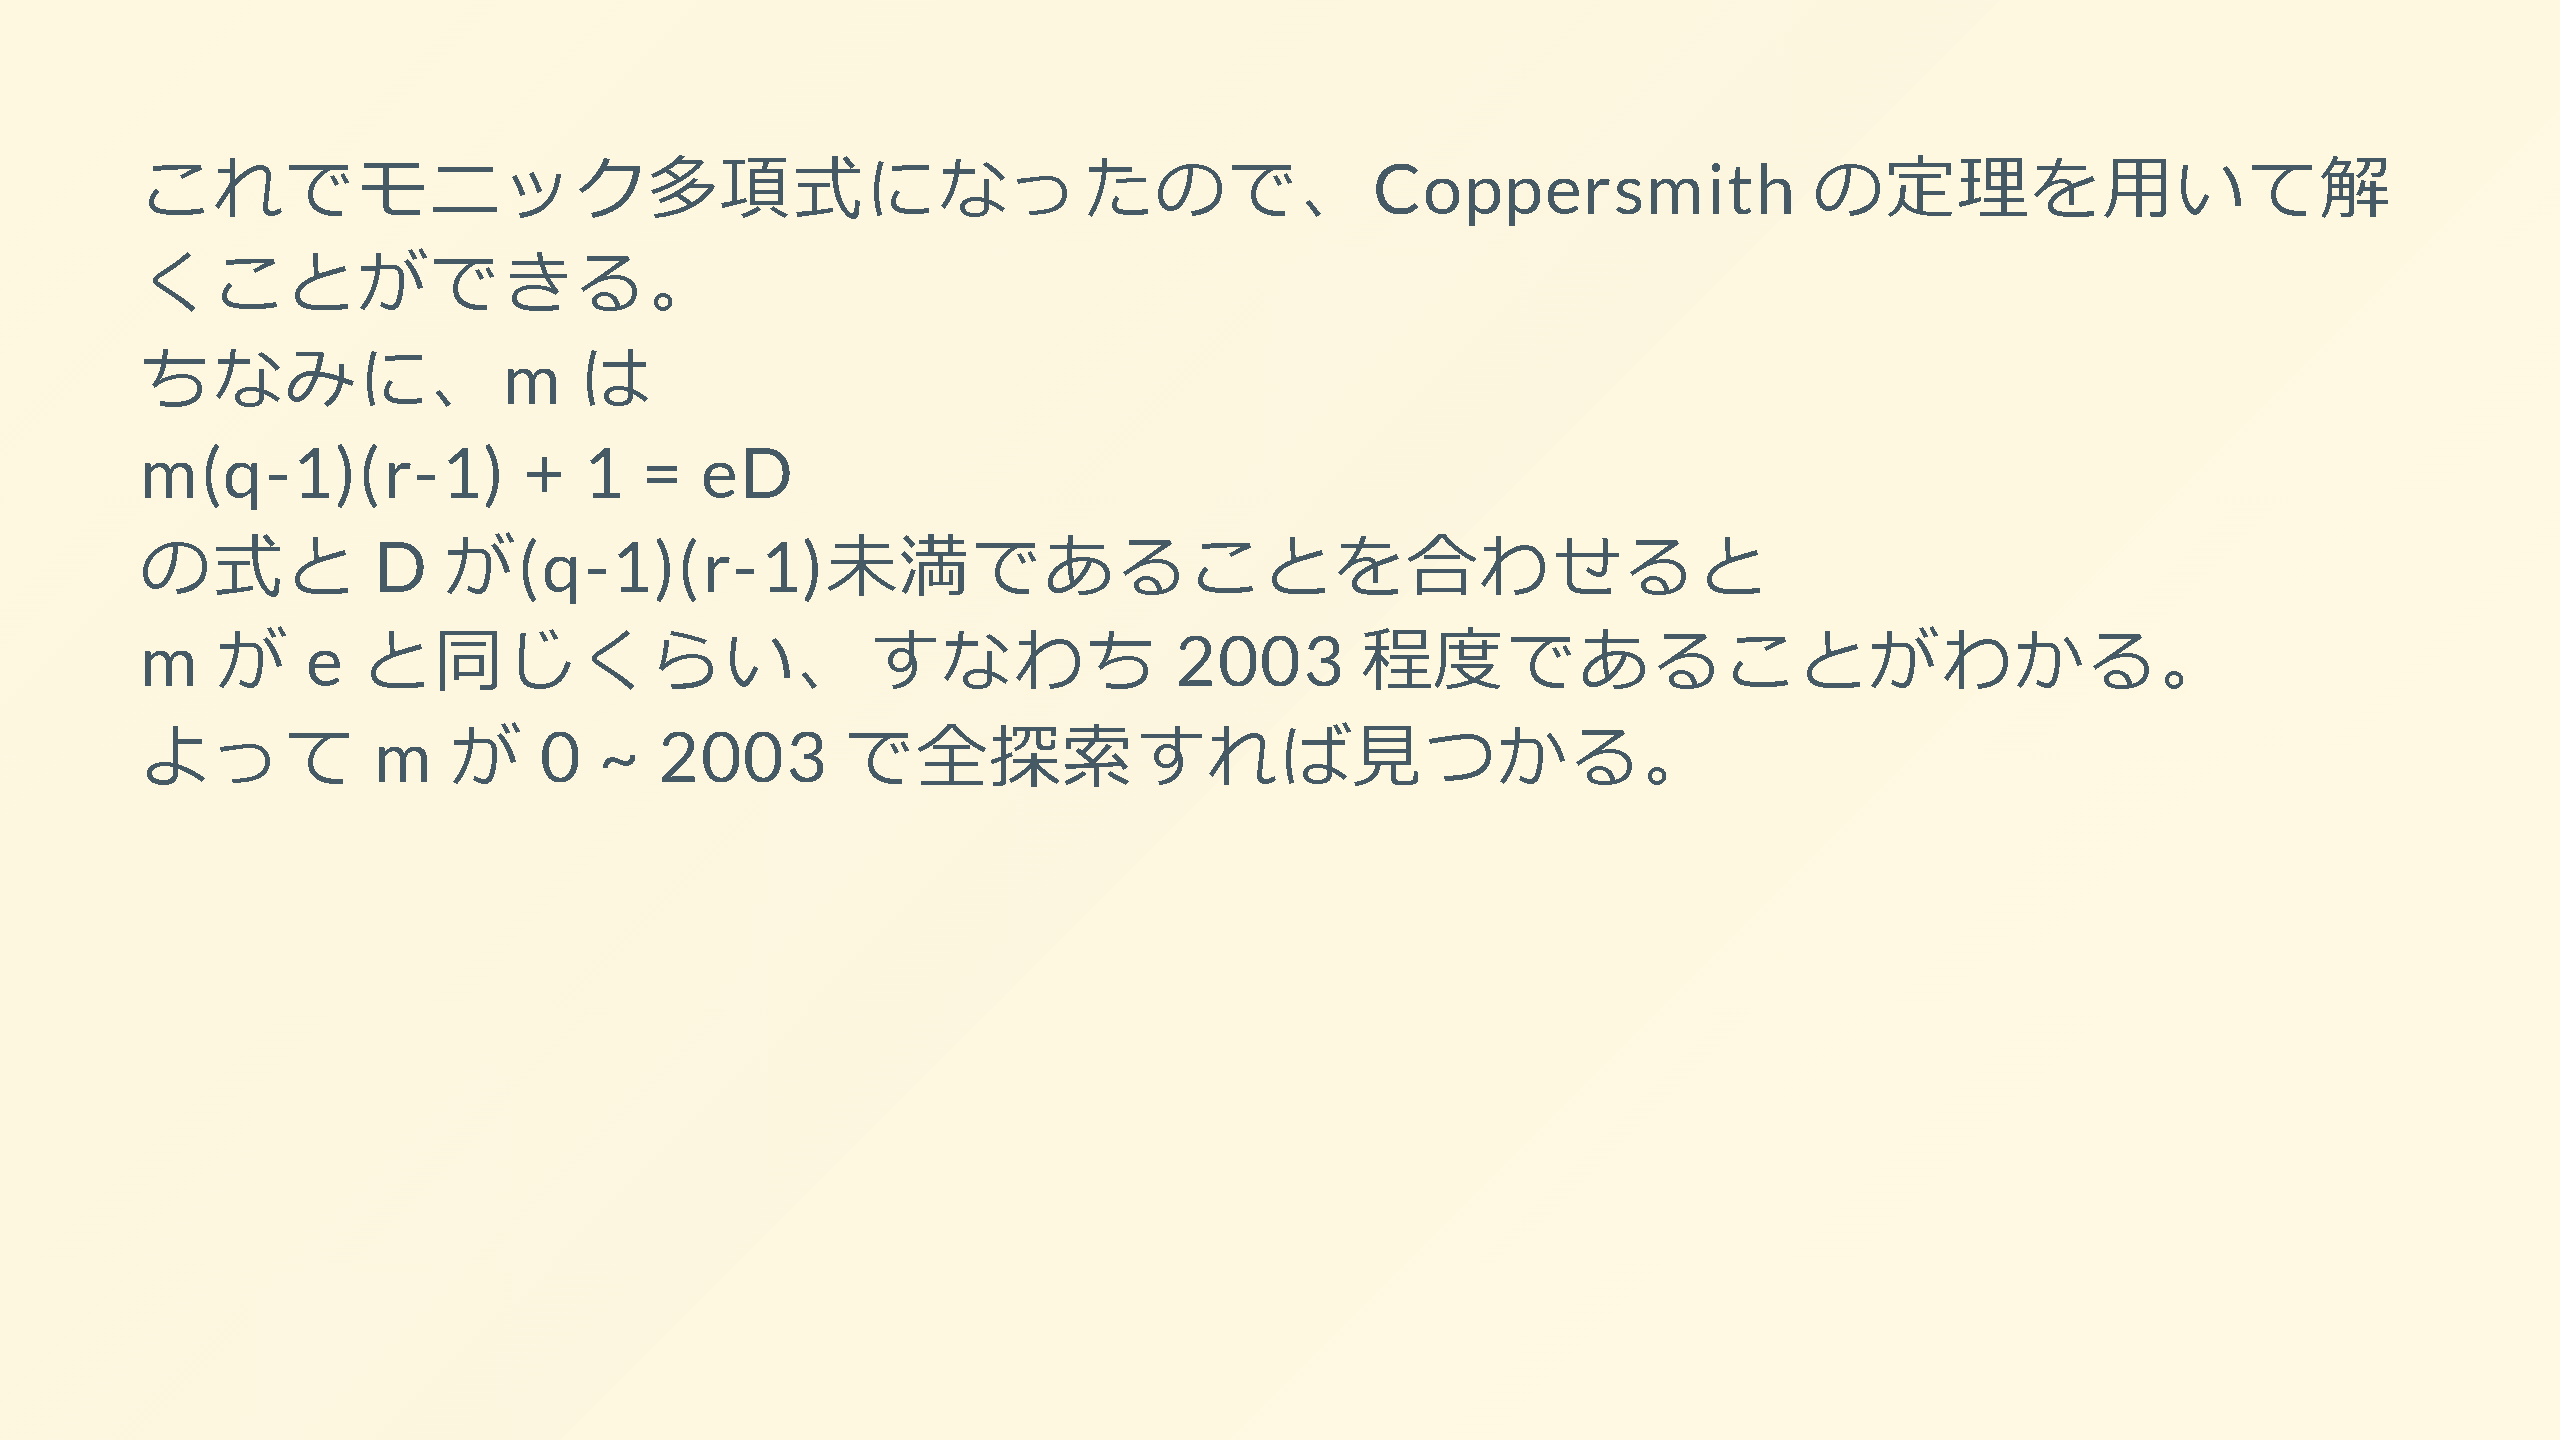 これでモニック多項式になったので、Coppersmith の定理を用いて解
くことができる。
ちなみに、m は
m(q-1)(r-1) + 1 = eD
の式と D が(q-1)(r-1)未満であることを合わせると
m が e と同じくらい、すなわち 2003 程度であることがわかる。
よって m が 0 ~ 2003 で全探索すれば見つかる。